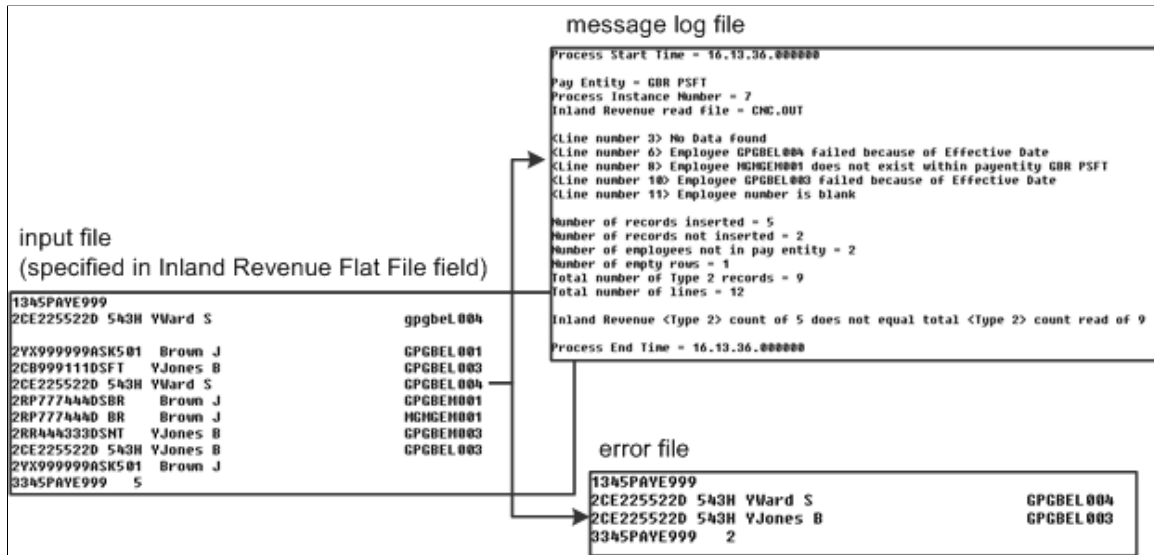 message log file
Process Start Time = 16.13.36.000000
Pay Entity = GBR PSFT
Process Instance Number = 7
Inland Revenue read file = CNC.OUT
<Line number 3> No Data found
<Line number 6> Employee GPGBEL004 failed because of Effective Date
<Line number 8> Employee MGMGEM001 does not exist within payentity GBR PSFT
<Line number 10> Employee GPGBEL003 failed because of Effective Date
<Line number 11> Employee number is blank
Number of records inserted = 5
Number of records not inserted = 2
Number of employees not in pay entity = 2
Number of empty rows = 1
Total number of Type 2 records = 9
Total number of lines = 12
Inland Revenue <Type 2> count of 5 does not equal total <Type 2> count read of 9
Process End Time = 16.13.36.000000
input file
(specified in Inland Revenue Flat File field)
1345PAYE999
2CE225522D 543H YWard S gpgbeL004
2YX999999ASK501 Brown J GPGBEL001
2CB999111DSFT YJones B GPGBEL003
2CE225522D 543H YWard S GPGBEL004
2RP777444DSBR Brown J GPGBEM001
2RP777444D BR Brown J MGMGEM001
2RR444333DSNT YJones B GPGBEM003
2CE225522D 543H YJones B GPGBEL003
2YX999999ASK501 Brown J
3345PAYE999 5
error file
1345PAYE999
2CE225522D 543H YWard S GPGBEL004
2CE225522D 543H YJones B GPGBEL003
3345PAYE999 2